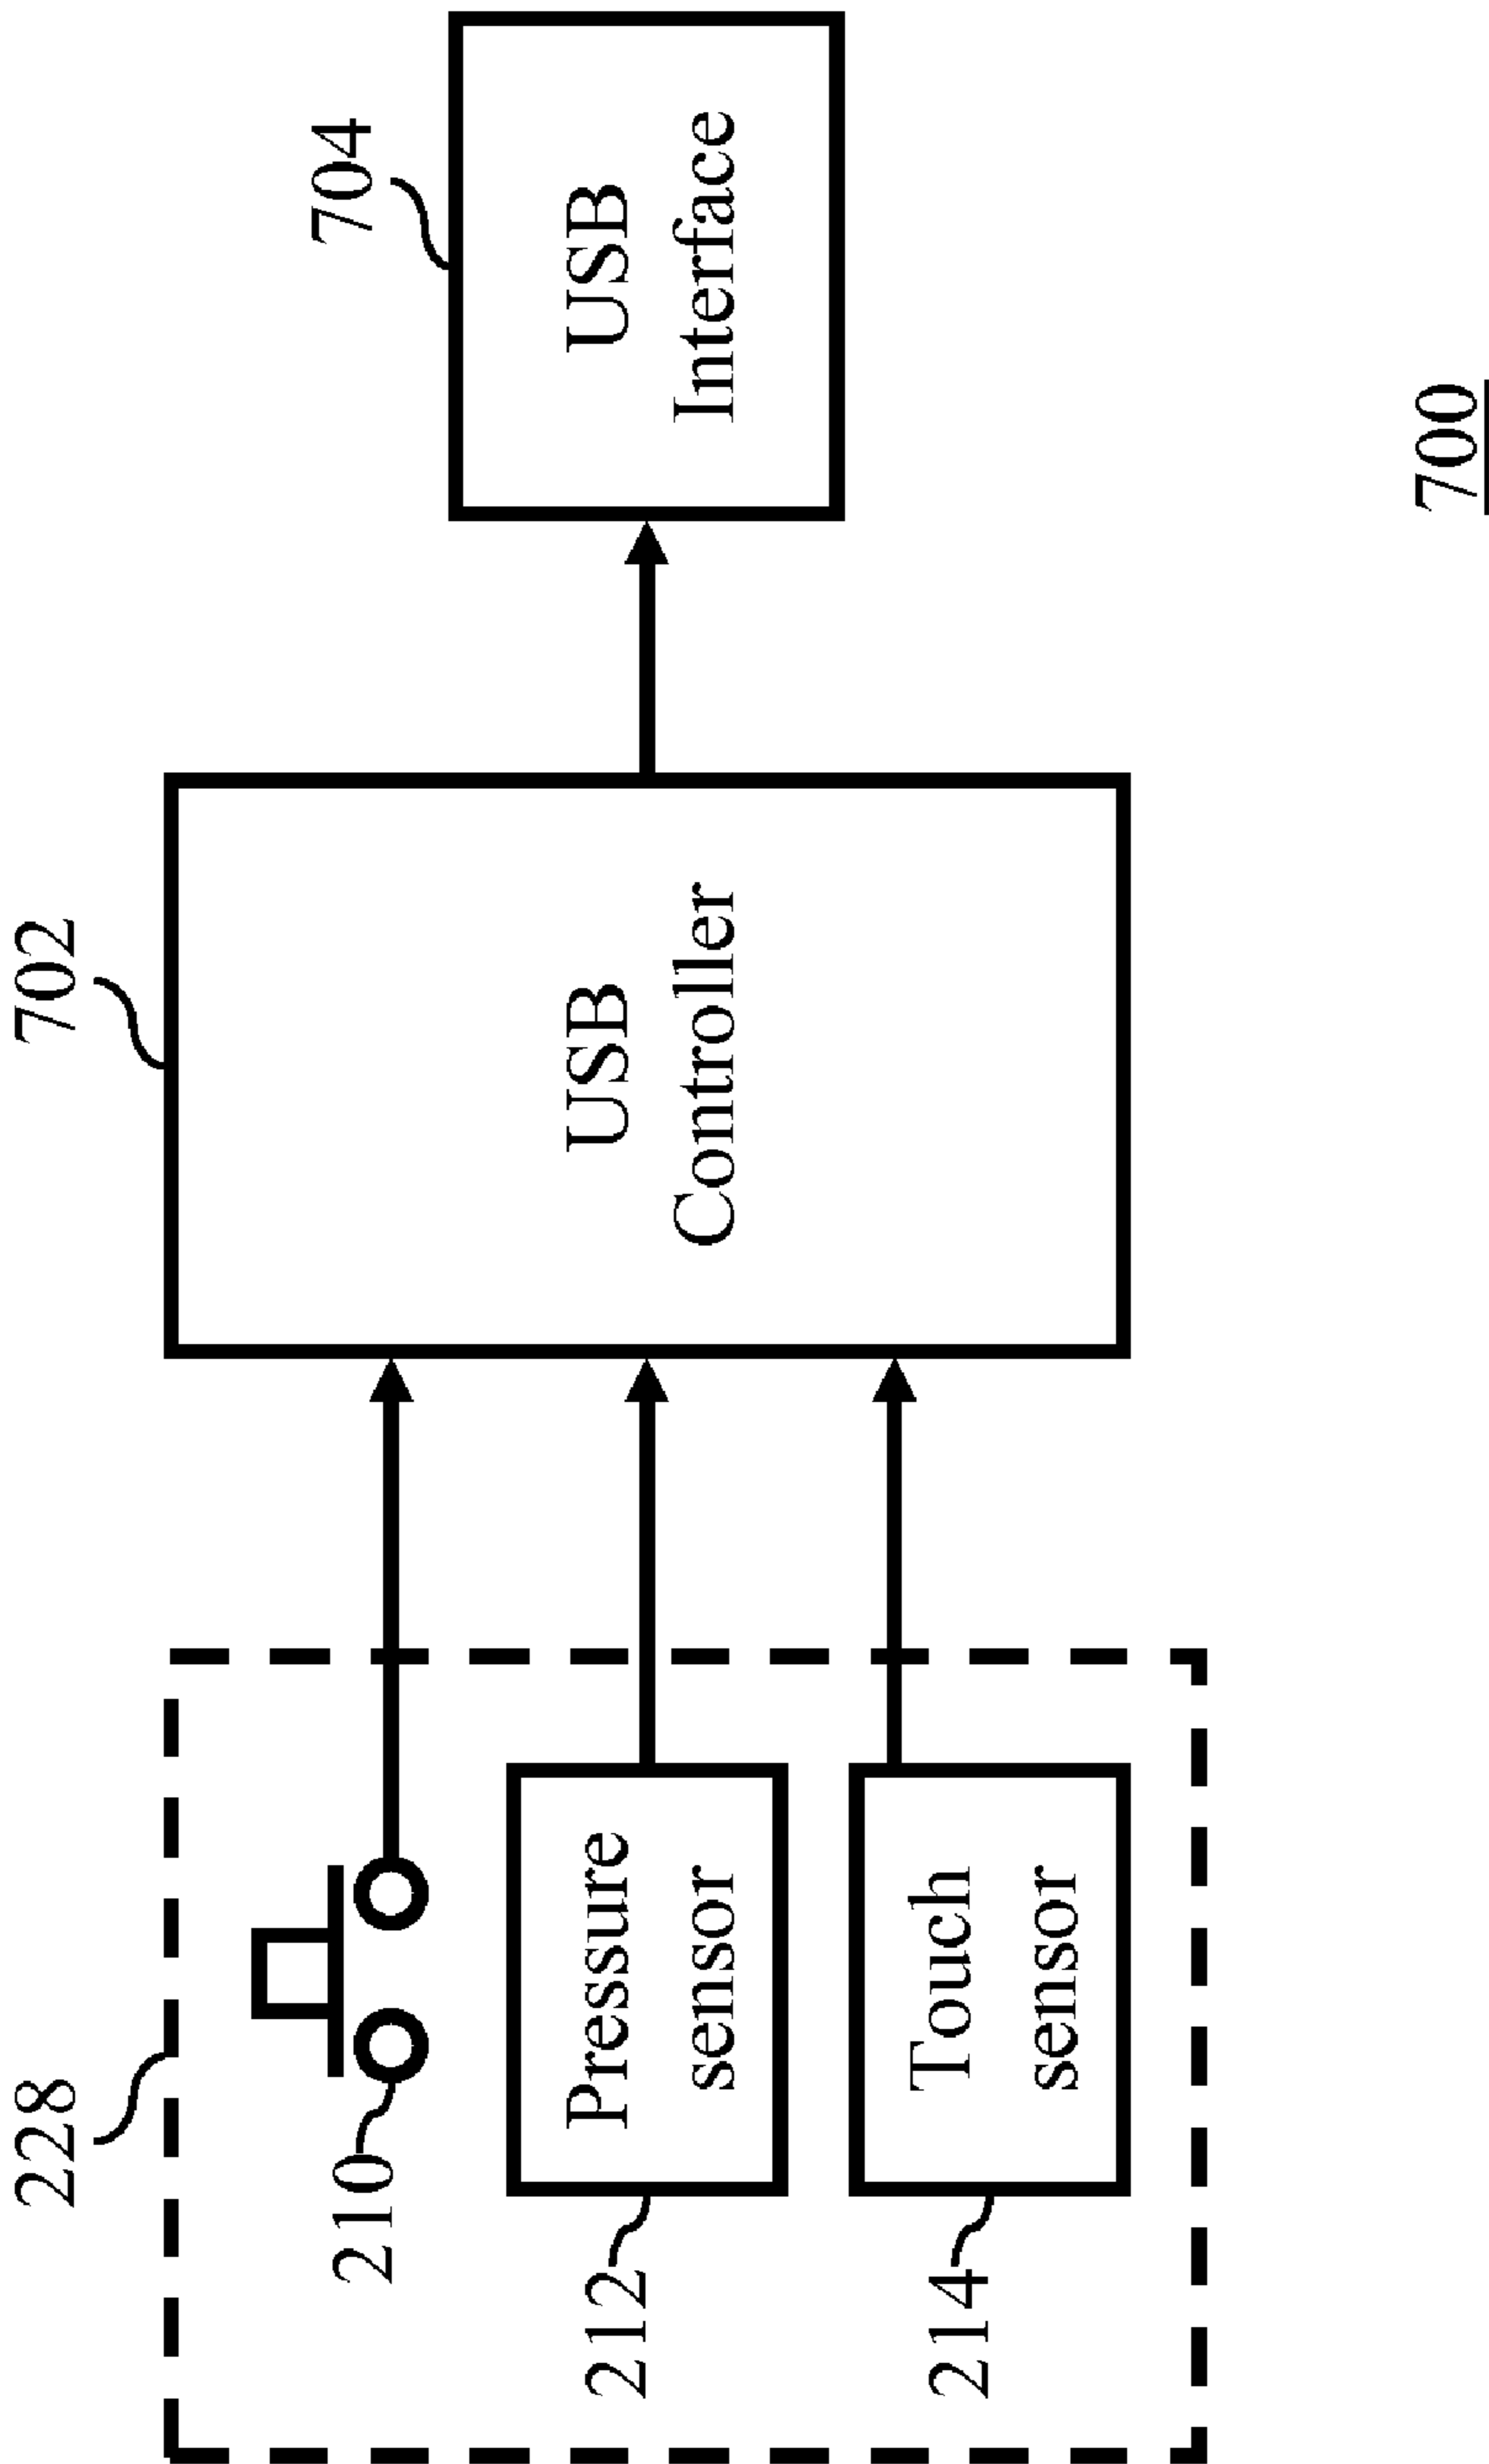 228
702
704
210
212
Pressure
sensor
214
Touch
sensor
USB
Controller
USB
Interface
700